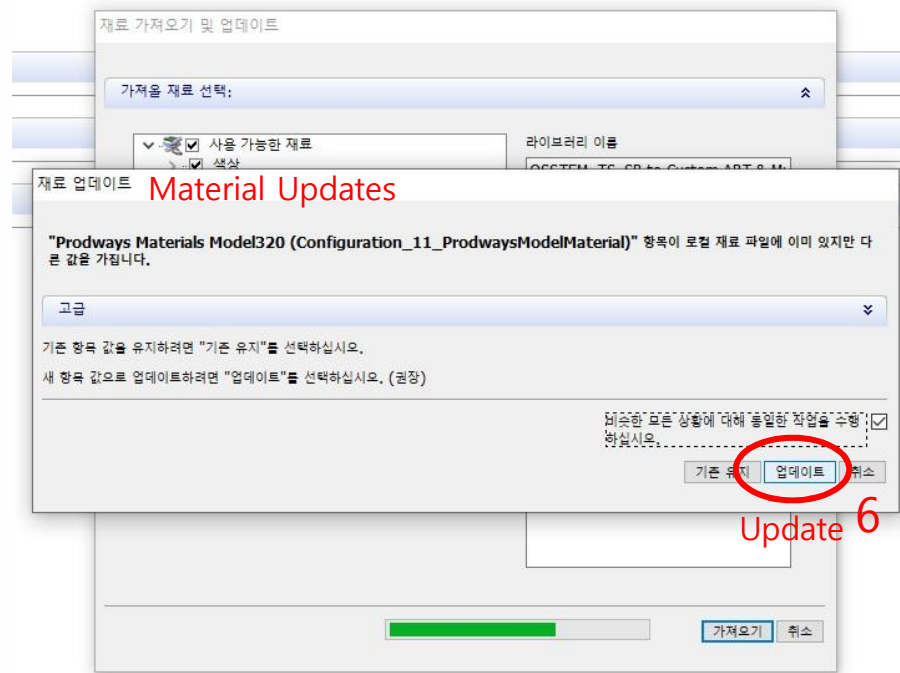 재료 가져오기 및 업데이트
가져올 재료 선택:
사용 가능한 재료
라이브러리 이름
색상
재료 업데이트
Material Updates
"Prodways Materials Model320 (Configuration_11_ProdwaysModelMaterial)" 항목이 로컬 재료 파일에 이미 있지만 다
른 값을 가집니다.
고급
기존 항목 값을 유지하려면 "기존 유지"를 선택하십시오.
새 항목 값으로 업데이트하려면 "업데이트"를 선택하십시오. (권장)
비슷한 모든 상황에 대해 동일한 작업을 수행
하십시오.
기존 유지 업데이트 취소
Update 6
가져오기 취소